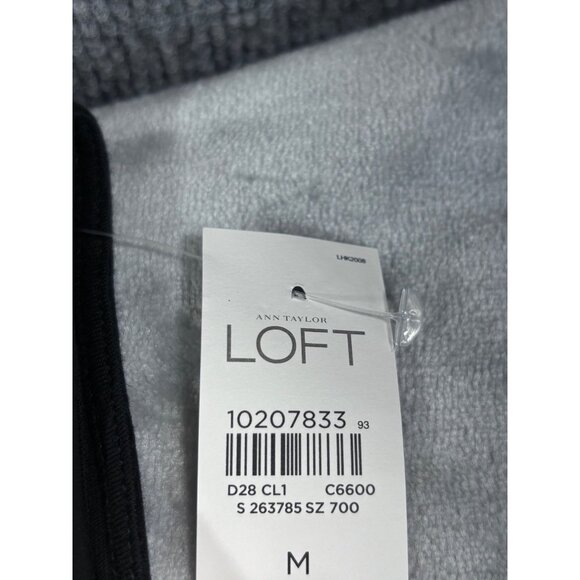 LHK2008
ANN TAYLOR
LOFT
10207833 93
D28 CL1 C6600
S 263785 SZ 700
M